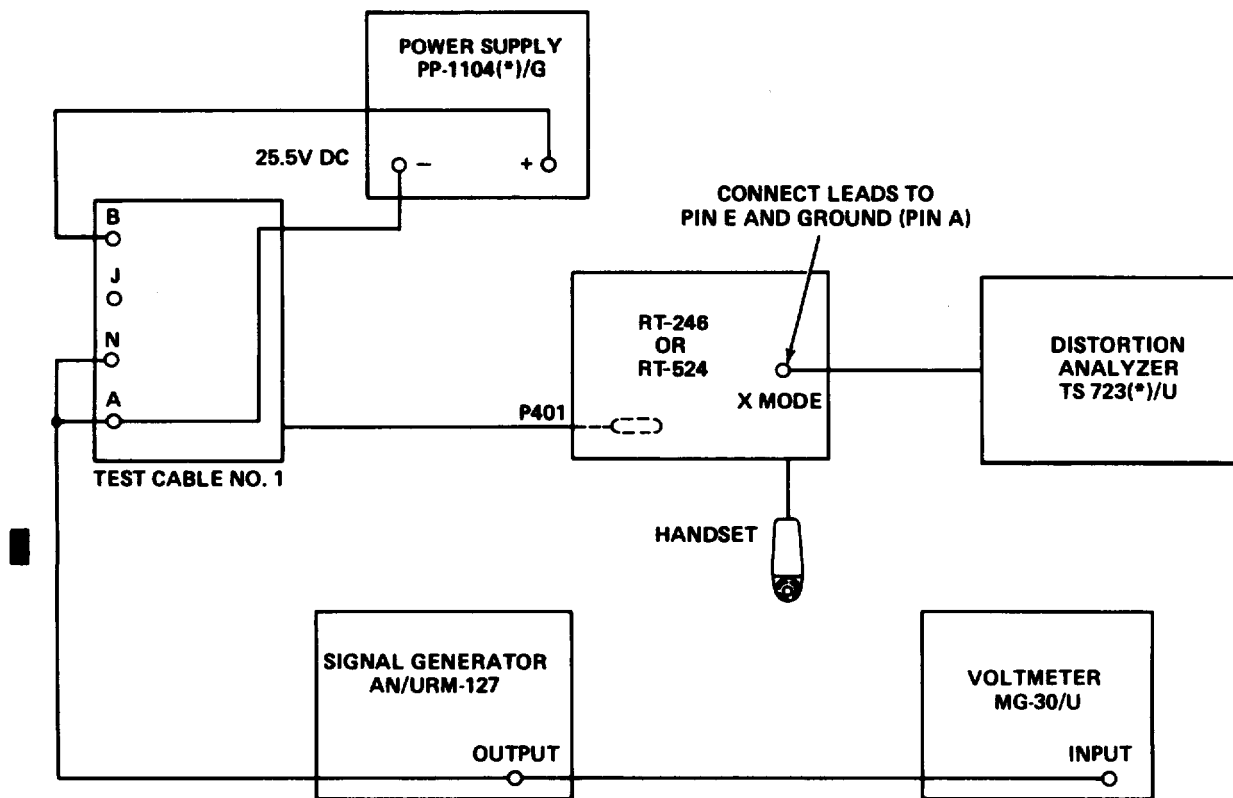 POWER SUPPLY
PP-1104(*)/G
25.5V DC
−
+
B
J
N
A
TEST CABLE NO. 1
CONNECT LEADS TO
PIN E AND GROUND (PIN A)
RT-246
OR
RT-524
X MODE
P401
DISTORTION
ANALYZER
TS 723(*)/U
HANDSET
SIGNAL GENERATOR
AN/URM-127
OUTPUT
VOLTMETER
MG-30/U
INPUT